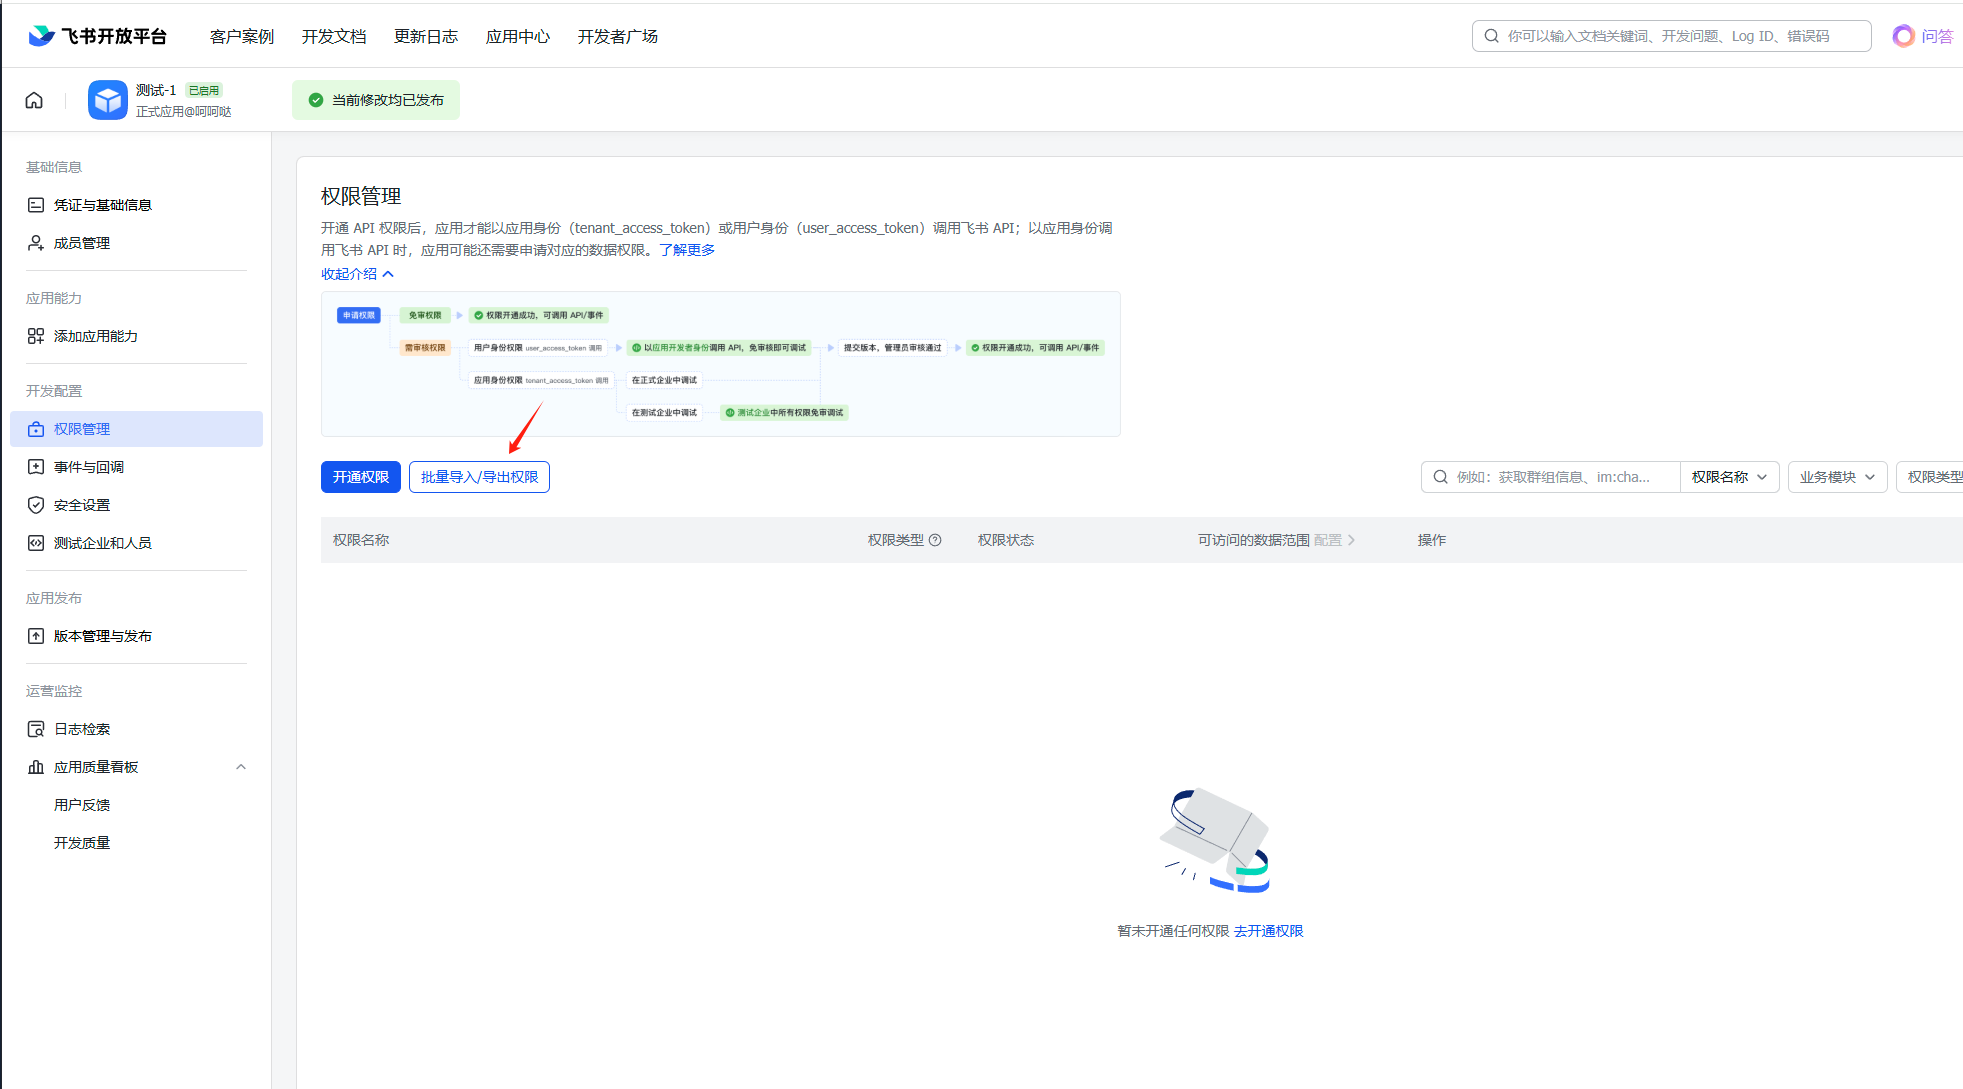 飞书开放平台
客户案例
开发文档
更新日志
应用中心
开发者广场
你可以输入文档关键词、开发问题、Log ID、错误码
问答
测试-1
已启用
正式应用@呵呵哒
当前修改均已发布
基础信息
凭证与基础信息
成员管理
应用能力
添加应用能力
开发配置
权限管理
事件与回调
安全设置
测试企业和人员
应用发布
版本管理与发布
运营监控
日志检索
应用质量看板
用户反馈
开发质量
权限管理
开通 API 权限后，应用才能以应用身份（tenant_access_token）或用户身份（user_access_token）调用飞书 API；以应用身份调
用飞书 API 时，应用可能还需要申请对应的数据权限。了解更多
收起介绍
申请权限
免审权限
权限开通成功，可调用 API/事件
需审核权限
用户身份权限 user_access_token 调用
以应用开发者身份调用 API，免审核即可调试
提交版本，管理员审核通过
权限开通成功，可调用 API/事件
应用身份权限 tenant_access_token 调用
在正式企业中调试
在测试企业中调试
测试企业中所有权限免审调试
开通权限
批量导入/导出权限
例如：获取群组信息、im:cha...
权限名称
业务模块
权限类型
权限名称
权限类型
权限状态
可访问的数据范围 配置
操作
暂未开通任何权限 去开通权限